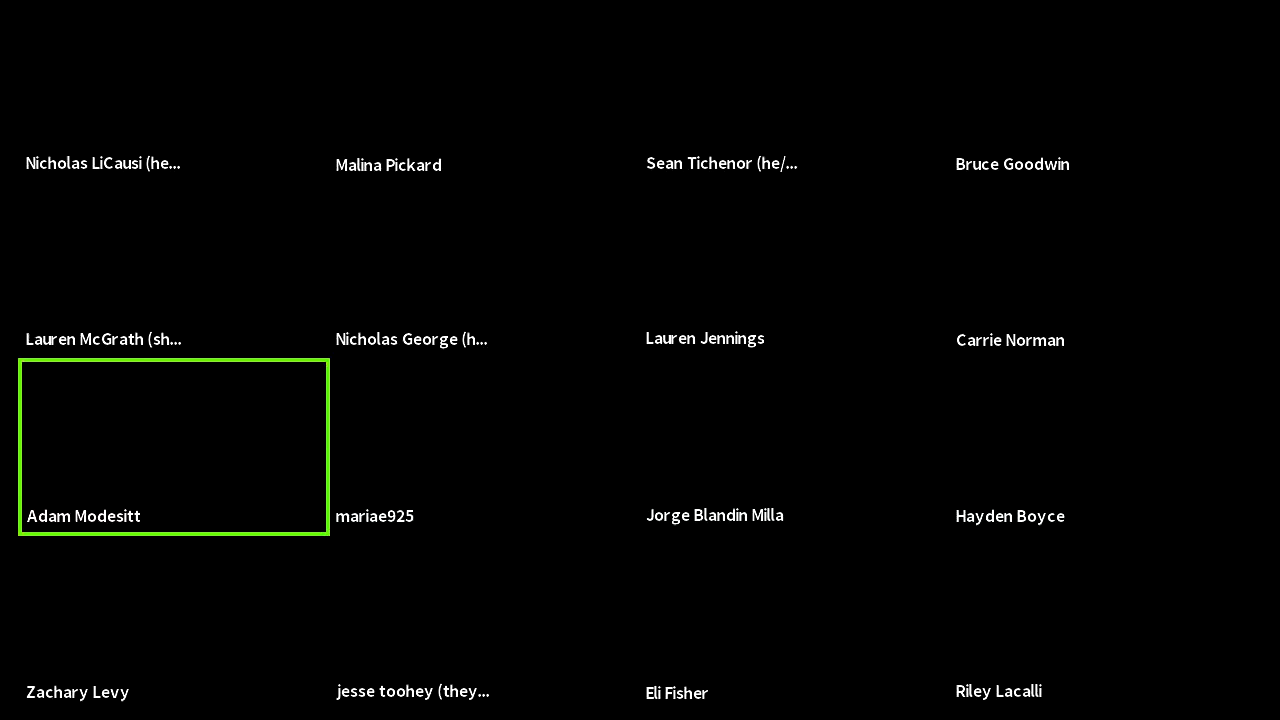 Nicholas LiCausi (he...
Malina Pickard
Sean Tichenor (he/...
Bruce Goodwin
Lauren McGrath (sh...
Nicholas George (h...
Lauren Jennings
Carrie Norman
Adam Modesitt
mariae925
Jorge Blandin Milla
Hayden Boyce
Zachary Levy
jesse toohey (they...
Eli Fisher
Riley Lacalli